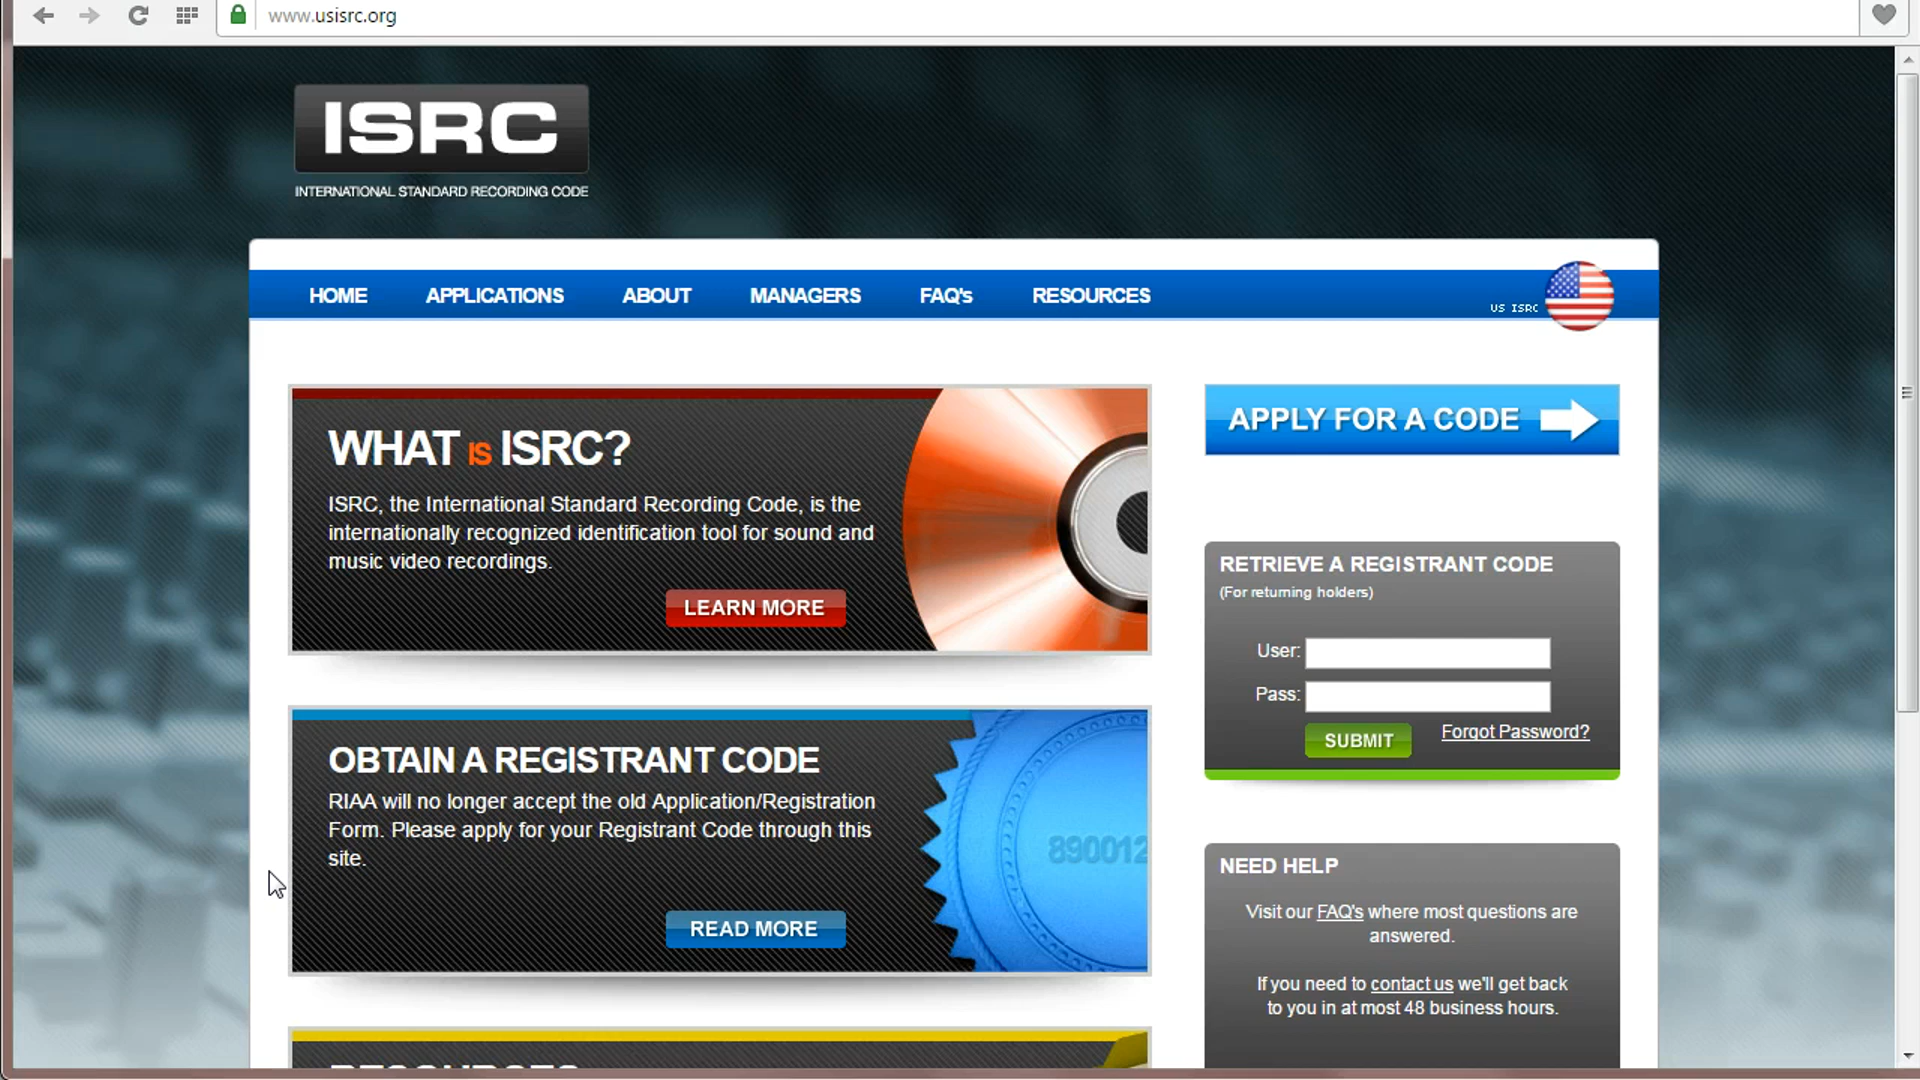 www.usisrc.org
ISRC
INTERNATIONAL STANDARD RECORDING CODE
HOME APPLICATIONS ABOUT MANAGERS FAQ's RESOURCES
US ISRC
WHAT IS ISRC?
ISRC, the International Standard Recording Code, is the
internationally recognized identification tool for sound and
music video recordings.
LEARN MORE
OBTAIN A REGISTRANT CODE
RIAA will no longer accept the old Application/Registration
Form. Please apply for your Registrant Code through this
site.
890012
READ MORE
RESOURCES
APPLY FOR A CODE
RETRIEVE A REGISTRANT CODE
(For returning holders)
User:
Pass:
SUBMIT Forgot Password?
NEED HELP
Visit our FAQ's where most questions are
answered.
If you need to contact us we'll get back
to you in at most 48 business hours.